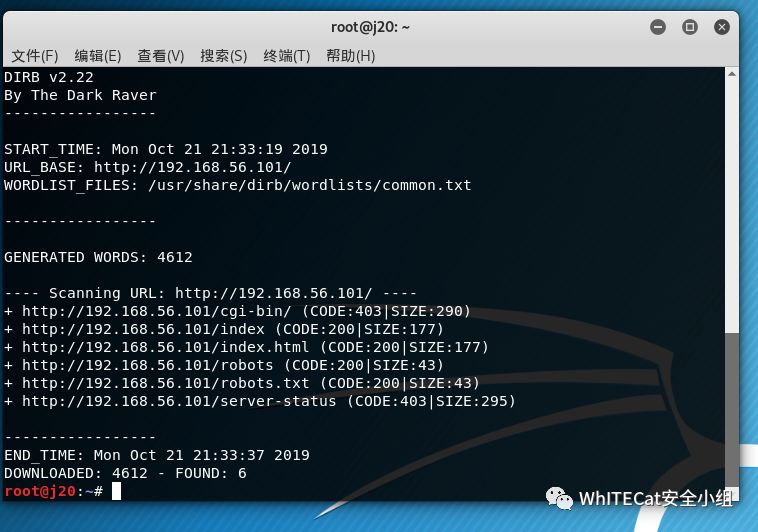 root@j20: ~
文件(F) 编辑(E) 查看(V) 搜索(S) 终端(T) 帮助(H)
DIRB v2.22
By The Dark Raver
-----------------
START_TIME: Mon Oct 21 21:33:19 2019
URL_BASE: http://192.168.56.101/
WORDLIST_FILES: /usr/share/dirb/wordlists/common.txt
-----------------
GENERATED WORDS: 4612
---- Scanning URL: http://192.168.56.101/ ----
+ http://192.168.56.101/cgi-bin/ (CODE:403|SIZE:290)
+ http://192.168.56.101/index (CODE:200|SIZE:177)
+ http://192.168.56.101/index.html (CODE:200|SIZE:177)
+ http://192.168.56.101/robots (CODE:200|SIZE:43)
+ http://192.168.56.101/robots.txt (CODE:200|SIZE:43)
+ http://192.168.56.101/server-status (CODE:403|SIZE:295)
-----------------
END_TIME: Mon Oct 21 21:33:37 2019
DOWNLOADED: 4612 - FOUND: 6
root@j20:~#
WhITECat安全小组